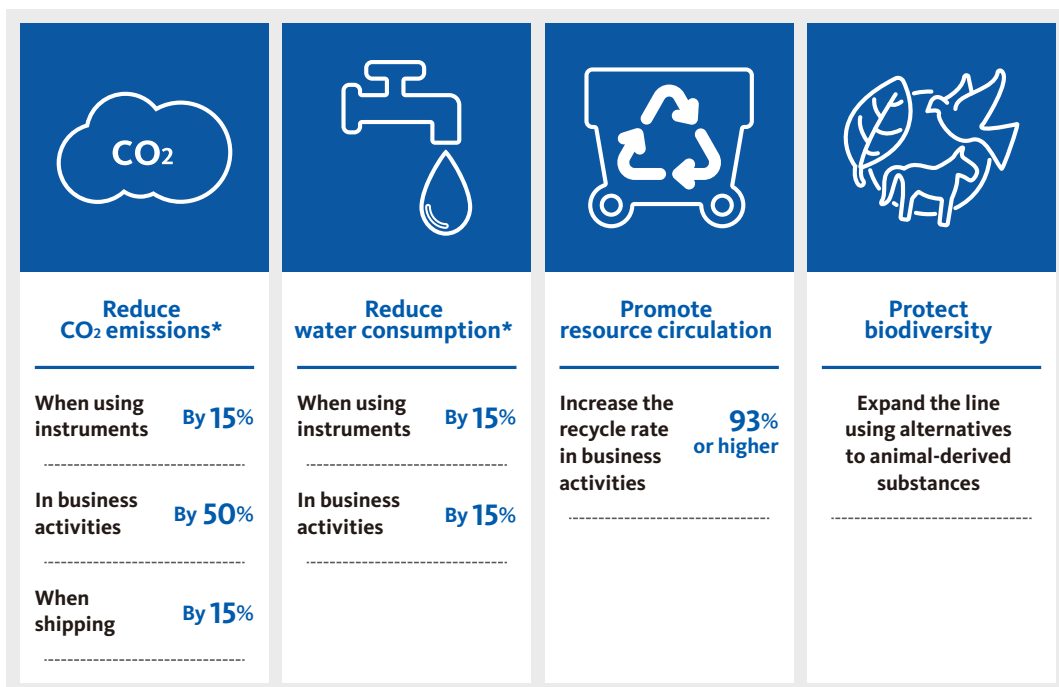 CO2
Reduce
CO2 emissions*
When using
instruments
By 15%
In business
activities
By 50%
When
shipping
By 15%
Reduce
water consumption*
When using
instruments
By 15%
In business
activities
By 15%
Promote
resource circulation
Increase the
recycle rate
in business
activities
93%
or higher
Protect
biodiversity
Expand the line
using alternatives
to animal-derived
substances